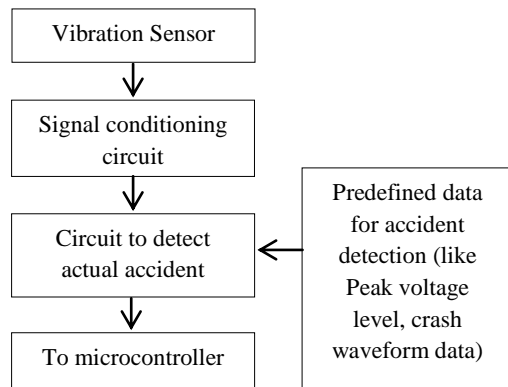 Vibration Sensor
Signal conditioning
circuit
Circuit to detect
actual accident
To microcontroller
Predefined data
for accident
detection (like
Peak voltage
level, crash
waveform data)